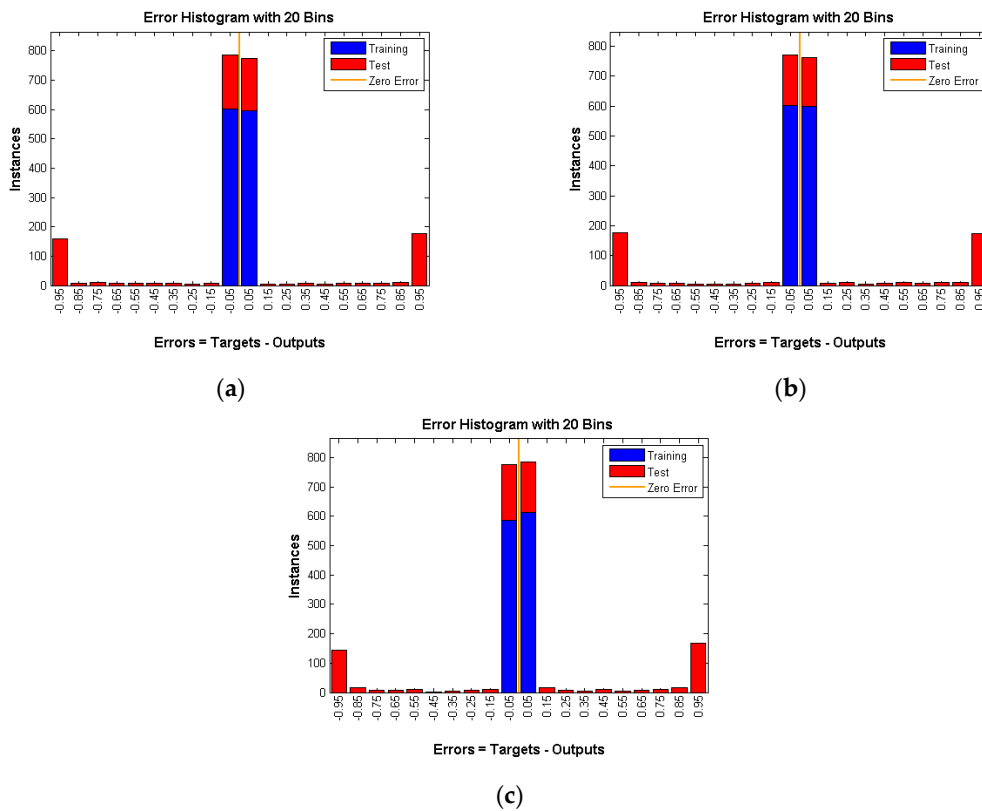 Error Histogram with 20 Bins
Training
Test
Zero Error
800
700
600
500
400
300
200
100
0
Instances
-0.95 -0.85 -0.75 -0.65 -0.55 -0.45 -0.35 -0.25 -0.15 -0.05 0.05 0.15 0.25 0.35 0.45 0.55 0.65 0.75 0.85 0.95
Errors = Targets - Outputs
(a)
Error Histogram with 20 Bins
Training
Test
Zero Error
800
700
600
500
400
300
200
100
0
Instances
-0.95 -0.85 -0.75 -0.65 -0.55 -0.45 -0.35 -0.25 -0.15 -0.05 0.05 0.15 0.25 0.35 0.45 0.55 0.65 0.75 0.85 0.95
Errors = Targets - Outputs
(b)
Error Histogram with 20 Bins
Training
Test
Zero Error
800
700
600
500
400
300
200
100
0
Instances
-0.95 -0.85 -0.75 -0.65 -0.55 -0.45 -0.35 -0.25 -0.15 -0.05 0.05 0.15 0.25 0.35 0.45 0.55 0.65 0.75 0.85 0.95
Errors = Targets - Outputs
(c)